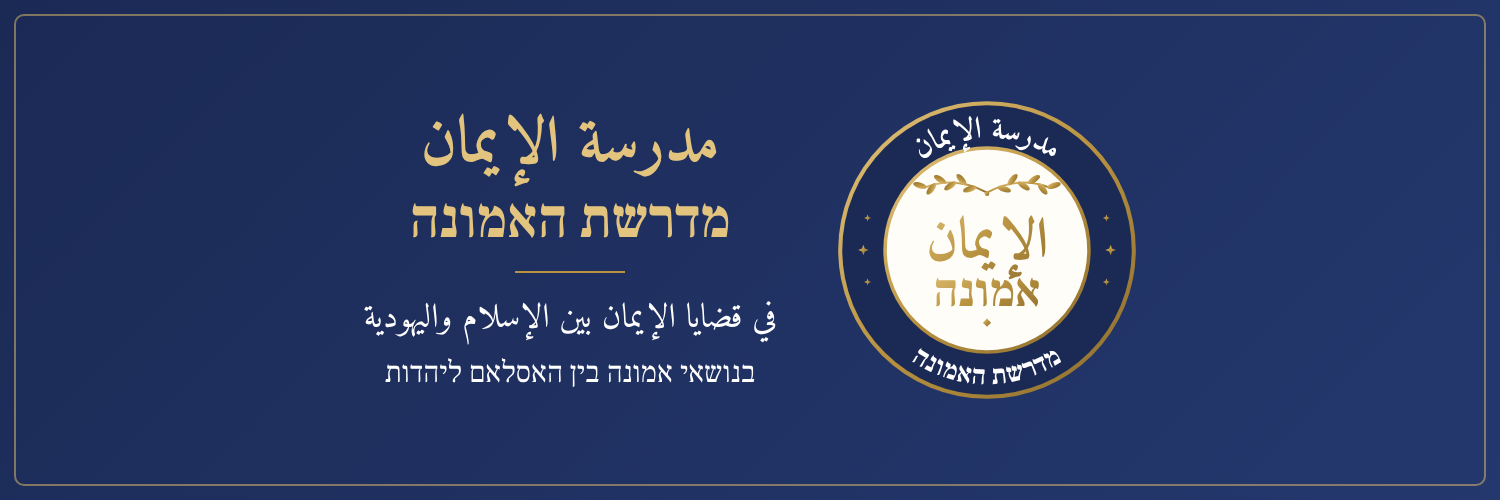 مدرسة الإيمان
מדרשת האמונה
في قضايا الإيمان بين الإسلام واليهودية
בנושאי אמונה בין האסלאם ליהדות
مدرسة الإيمان
الإيمان
אמונה
מדרשת האמונה